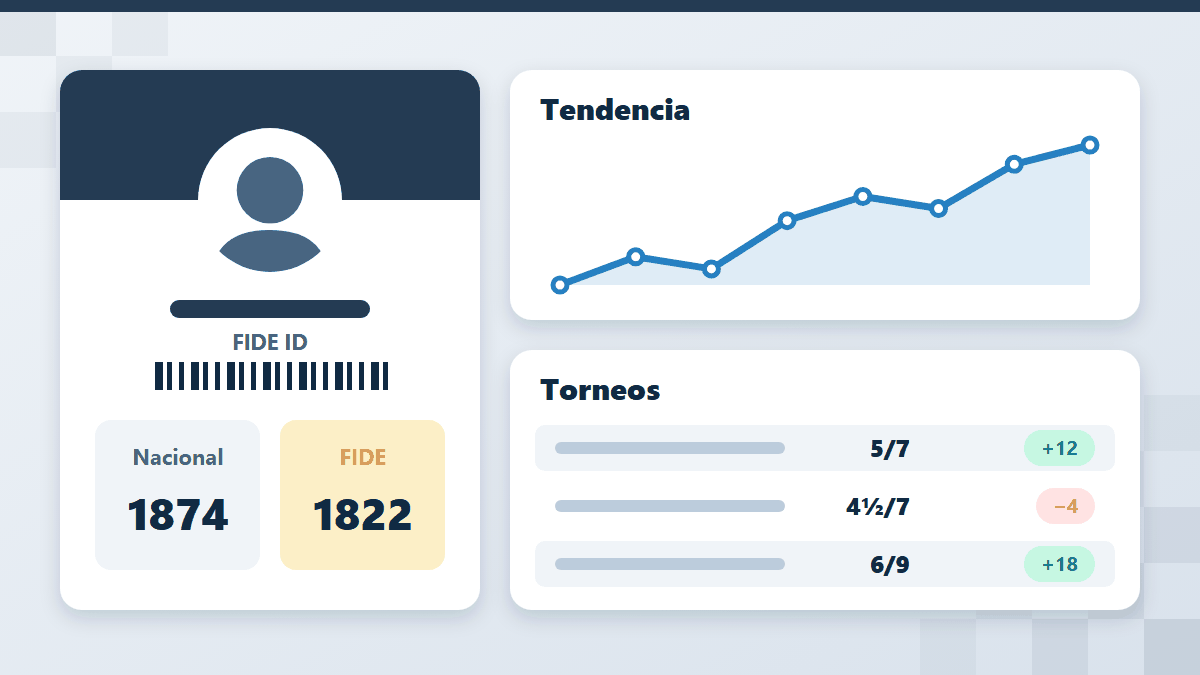 FIDE ID
Nacional
1874
FIDE
1822
Tendencia
Torneos
5/7
+12
4½/7
−4
6/9
+18